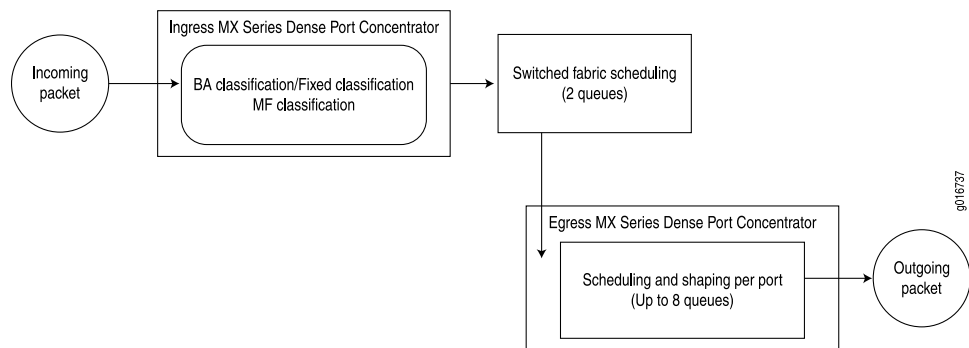 Ingress MX Series Dense Port Concentrator
Incoming
packet
BA classification/Fixed classification
MF classification
Switched fabric scheduling
(2 queues)
g016737
Egress MX Series Dense Port Concentrator
Scheduling and shaping per port
(Up to 8 queues)
Outgoing
packet